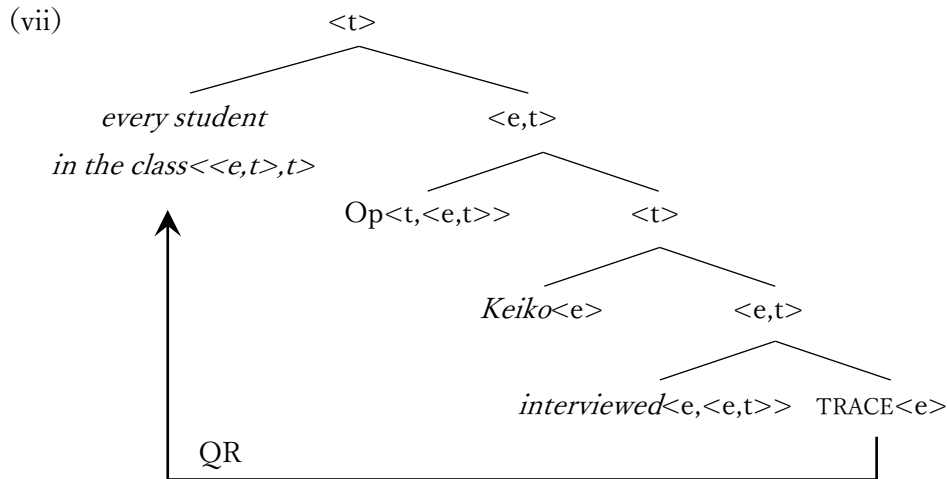 (vii)
<t>
every student
in the class<<e,t>,t>
<e,t>
Op<t,<e,t>>
<t>
Keiko<e>
<e,t>
interviewed<e,<e,t>>
TRACE<e>
QR